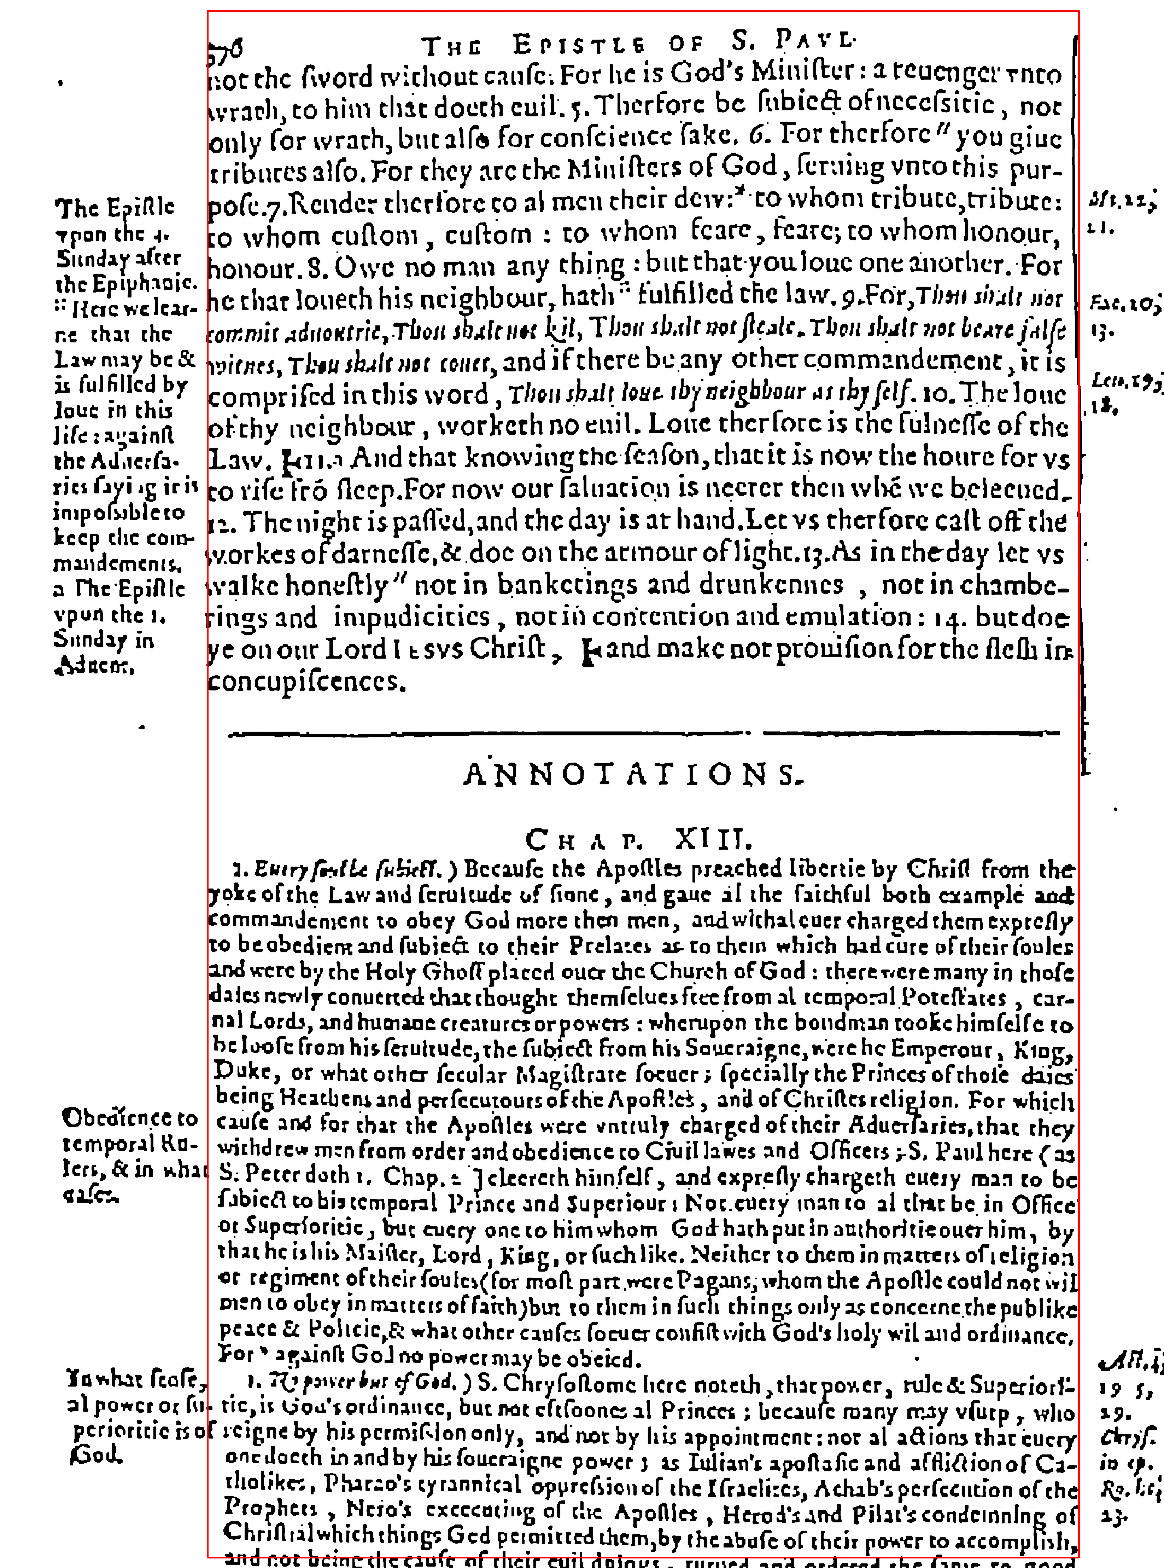 576 THE EPISTLE OF S. PAVL
not the ſword without cauſe. For he is God's Miniſter: a reuenger vnto
wrath, to him that doeth euil. 5. Therfore be ſubiect of neceſsitie, not
only for wrath, but alſo for conſcience ſake. 6. For therfore " you giue
tributes alſo. For they are the Miniſters of God, ſeruing vnto this pur-
poſe. 7. Render therfore to al men their dew:* to whom tribute, tribute:
to whom cuſtom, cuſtom : to whom feare, feare; to whom honour,
honour. 8. Owe no man any thing : but that you loue one another. For
he that loueth his neighbour, hath :: fulfilled the law. 9. For, Thou shalt not
commit aduoutrie, Thou shalt not kil, Thou shalt not ſteale. Thou shalt not beare falſe
witnes, Thou shalt not couet, and if there be any other commandement, it is
compriſed in this word, Thou shalt loue thy neighbour as thy ſelf. 10. The loue
of thy neighbour, worketh no euil. Loue therfore is the fulneſſe of the
Law. 11. a And that knowing the ſeaſon, that it is now the houre for vs
to riſe frō ſleep. For now our ſaluation is neerer then whē we beleeued.
12. The night is paſſed, and the day is at hand. Let vs therfore caſt off the
workes of darneſſe, & doe on the armour of light. 13. As in the day let vs
walke honeſtly " not in banketings and drunkennes , not in chambe-
rings and impudicities, not in contention and emulation : 14. but doe
ye on our Lord IESVS Chriſt, and make not prouiſion for the fleſh in
concupiſcences.
The Epiſtle
vpon the 4.
Sunday after
the Epiphanie.
:: Here we lear-
ne that the
Law may be &
is fulfilled by
loue in this
life: againſt
the Aduerſa-
ries ſaying it is
impoſsible to
keep the com-
mandements.
a The Epiſtle
vpun the 1.
Sunday in
Aduent.
Mt. 22,
21.
Exo. 20,
13.
Leu. 19,
18.
ANNOTATIONS.
CHAP. XIII.
1. Euery ſoule ſubiect. ) Becauſe the Apoſtles preached libertie by Chriſt from the
yoke of the Law and ſeruitude of ſinne, and gaue al the faithful both example and
commandement to obey God more then men, and withal euer charged them expreſly
to be obedient and ſubiect to their Prelates as to them which had cure of their ſoules
and were by the Holy Ghoſt placed ouer the Church of God : there were many in thoſe
daies newly conuerted that thought themſelues free from al temporal Poteſtates, car-
nal Lords, and humane creatures or powers : wherupon the bondman tooke himſelfe to
be looſe from his ſeruitude, the ſubiect from his Soueraigne, were he Emperour, King,
Duke, or what other ſecular Magiſtrate ſoeuer ; ſpecially the Princes of thoſe daies
being Heathens and perſecutours of the Apoſtles, and of Chriſtes religion. For which
cauſe and for that the Apoſtles were vntruly charged of their Aduerſaries, that they
withdrew men from order and obedience to Ciuil lawes and Officers ; S. Paul here (as
S. Peter doth 1. Chap. 2 ) cleereth himſelf, and expreſly chargeth euery man to be
ſubiect to his temporal Prince and Superiour : Not euery man to al that be in Office
or Superioritie, but euery one to him whom God hath put in authoritie ouer him, by
that he is his Maiſter, Lord, King, or ſuch like. Neither to them in matters of religion
or regiment of their ſoules (for moſt part were Pagans, whom the Apoſtle could not wil
men to obey in matters of faith) but to them in ſuch things only as concerne the publike
peace & Policie, & what other cauſes ſoeuer conſiſt with God's holy wil and ordinance.
For * againſt God no power may be obeied.
Obedience to
temporal Ru-
lers, & in what
caſes.
1. No power but of God. ) S. Chryſoſtome here noteth, that power, rule & Superiori-
tie, is God's ordinance, but not eftſoones al Princes ; becauſe many may vſurp, who
reigne by his permiſsion only, and not by his appointment: nor al actions that euery
one doeth in and by his ſoueraigne power ; as Iulian's apoſtaſie and affliction of Ca-
tholikes, Pharao's tyrannical oppreſsion of the Iſraelites, Achab's perſecution of the
Prophets, Nero's executing of the Apoſtles, Herod's and Pilat's condemning of
Chriſt: al which things God permitted them, by the abuſe of their power to accompliſh,
and not being the cauſe of their euil doings, turned and ordered the ſame to good
In what ſenſe,
al power or ſu-
perioritie is of
God.
Act. 4,
19 5,
29.
Chryſ.
in ep.
Ro.
23.